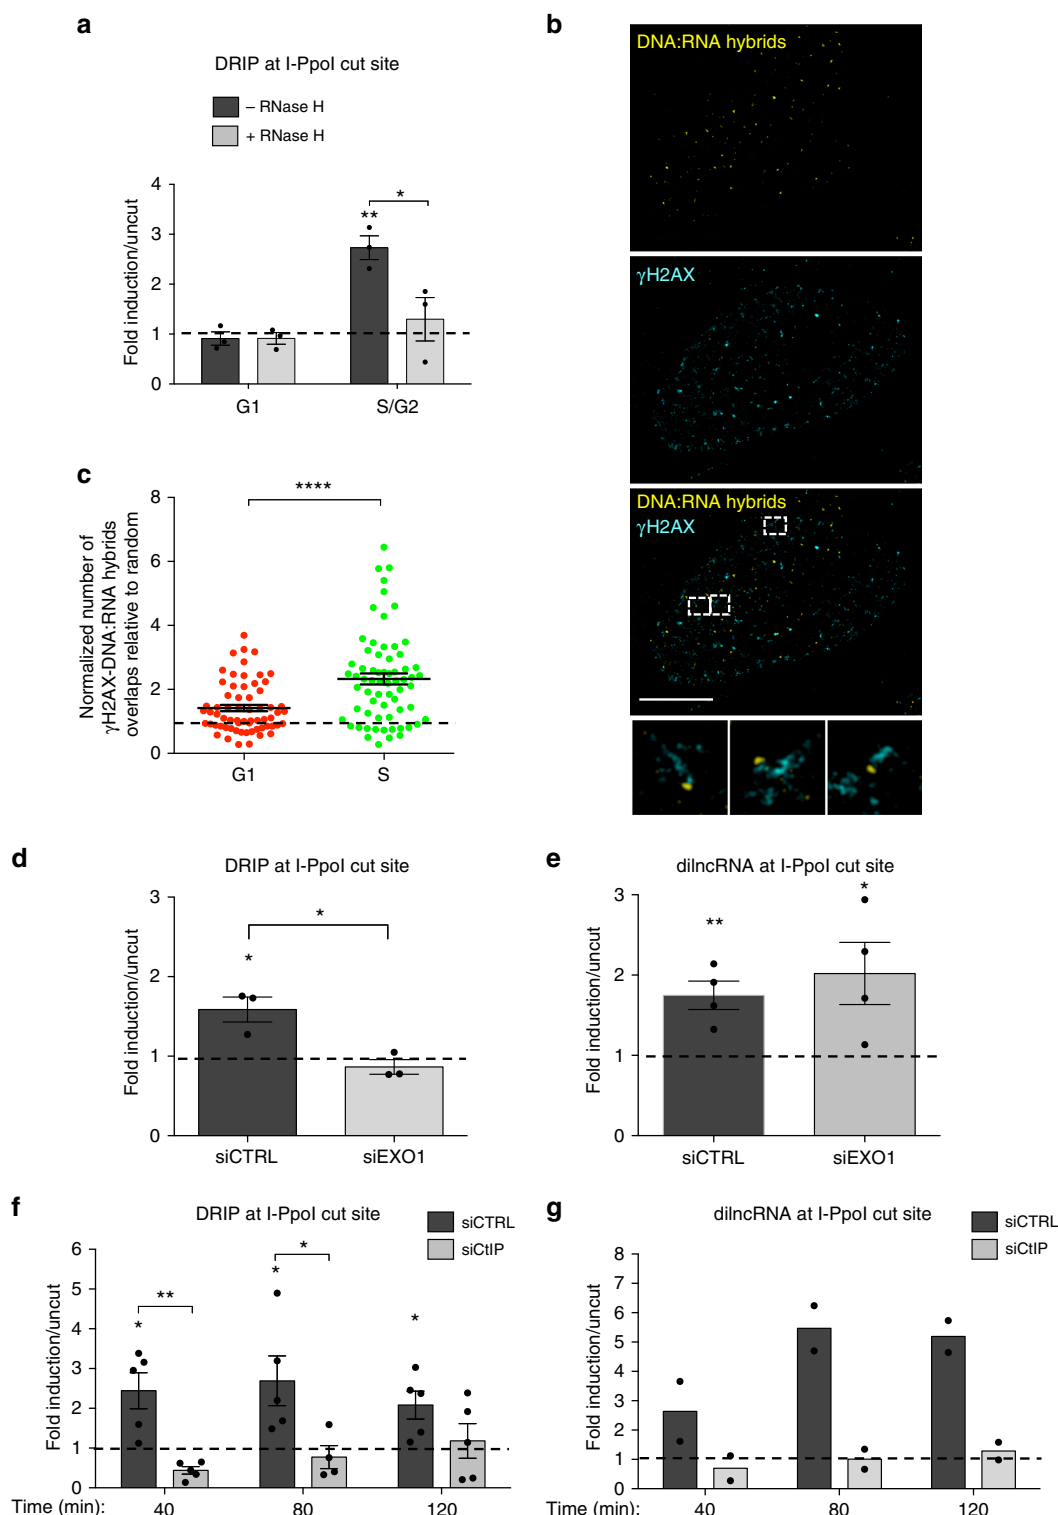 a
DRIP at I-PpoI cut site
– RNase H
+ RNase H
Fold induction/uncut
4
3
2
1
0
**
*
G1
S/G2
b
DNA:RNA hybrids
γH2AX
DNA:RNA hybrids
γH2AX
c
Normalized number of
γH2AX-DNA:RNA hybrids
overlaps relative to random
8
6
4
2
0
****
G1
S
d
DRIP at I-PpoI cut site
Fold induction/uncut
3
2
1
0
*
*
siCTRL
siEXO1
e
dilncRNA at I-PpoI cut site
Fold induction/uncut
3
2
1
0
**
*
siCTRL
siEXO1
f
DRIP at I-PpoI cut site
siCTRL
siCtIP
Fold induction/uncut
6
5
4
3
2
1
0
*
**
*
*
*
Time (min):
40
80
120
g
dilncRNA at I-PpoI cut site
siCTRL
siCtIP
Fold induction/uncut
8
7
6
5
4
3
2
1
0
Time (min):
40
80
120